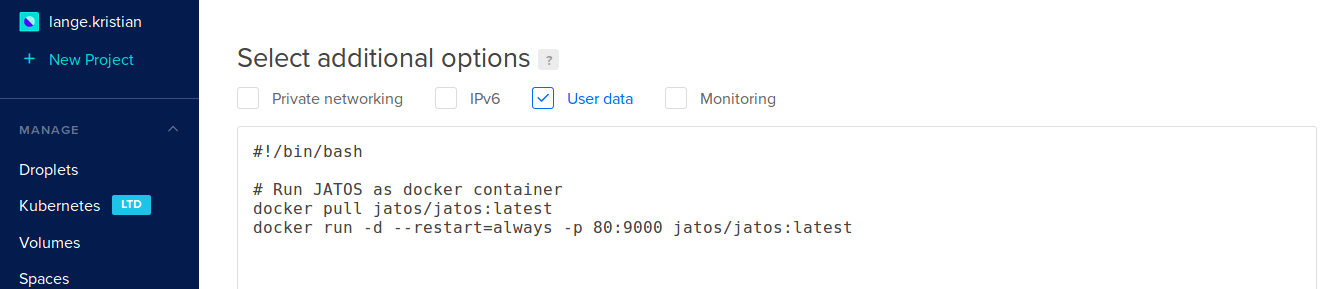 lange.kristian
+ New Project
MANAGE
Droplets
Kubernetes LTD
Volumes
Spaces
Select additional options ?
Private networking IPv6 User data Monitoring
#!/bin/bash
# Run JATOS as docker container
docker pull jatos/jatos:latest
docker run -d --restart=always -p 80:9000 jatos/jatos:latest